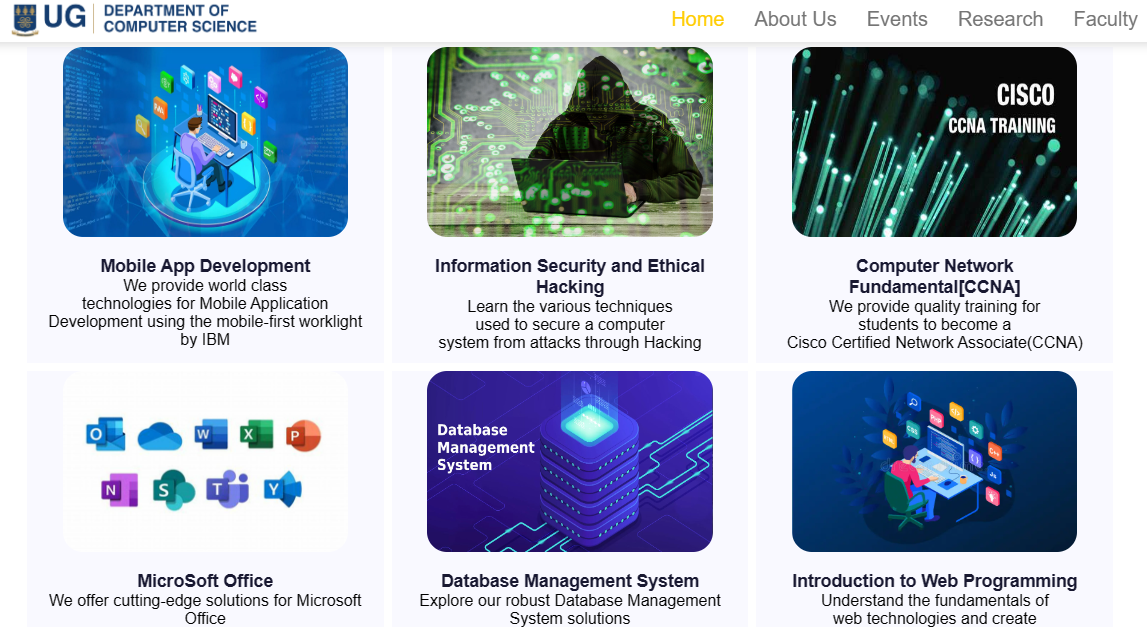 UG
DEPARTMENT OF
COMPUTER SCIENCE
Home About Us Events Research Faculty
CISCO
CCNA TRAINING
Mobile App Development
We provide world class
technologies for Mobile Application
Development using the mobile-first worklight
by IBM
Information Security and Ethical
Hacking
Learn the various techniques
used to secure a computer
system from attacks through Hacking
Computer Network
Fundamental[CCNA]
We provide quality training for
students to become a
Cisco Certified Network Associate(CCNA)
O W X P
N S T Y
Database
Management
System
MicroSoft Office
We offer cutting-edge solutions for Microsoft
Office
Database Management System
Explore our robust Database Management
System solutions
Introduction to Web Programming
Understand the fundamentals of
web technologies and create